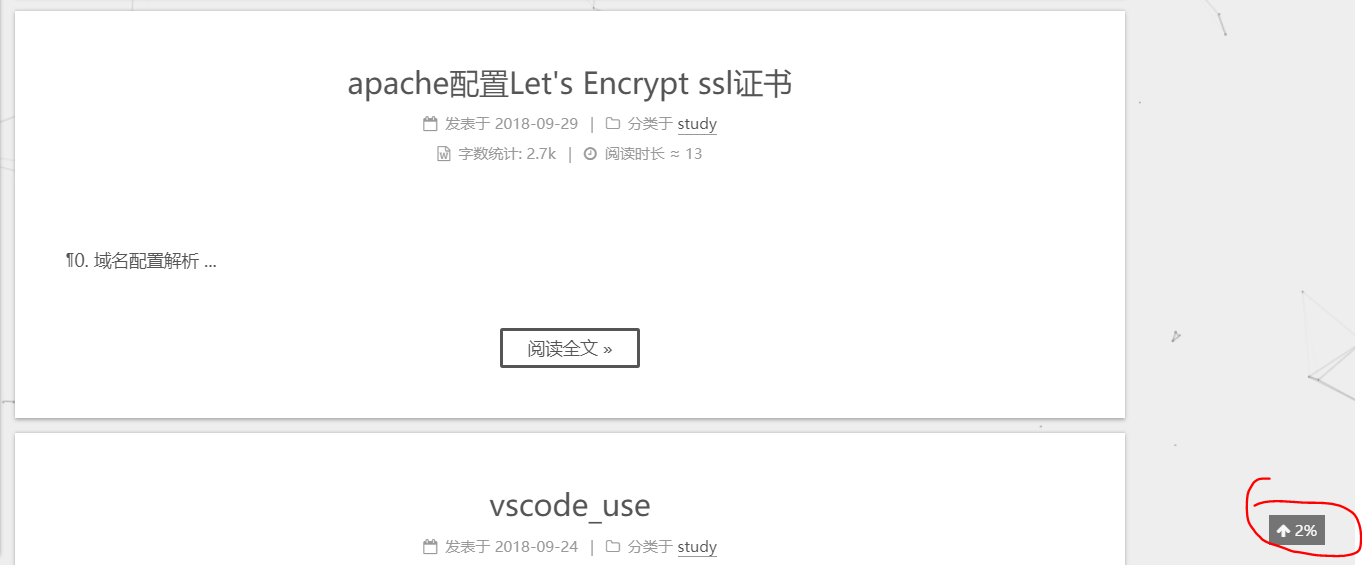 apache配置Let's Encrypt ssl证书
发表于 2018-09-29 | 分类于 study
字数统计: 2.7k | 阅读时长 ≈ 13
¶0. 域名配置解析 ...
阅读全文 »
vscode_use
2%
发表于 2018-09-24 | 分类于 study